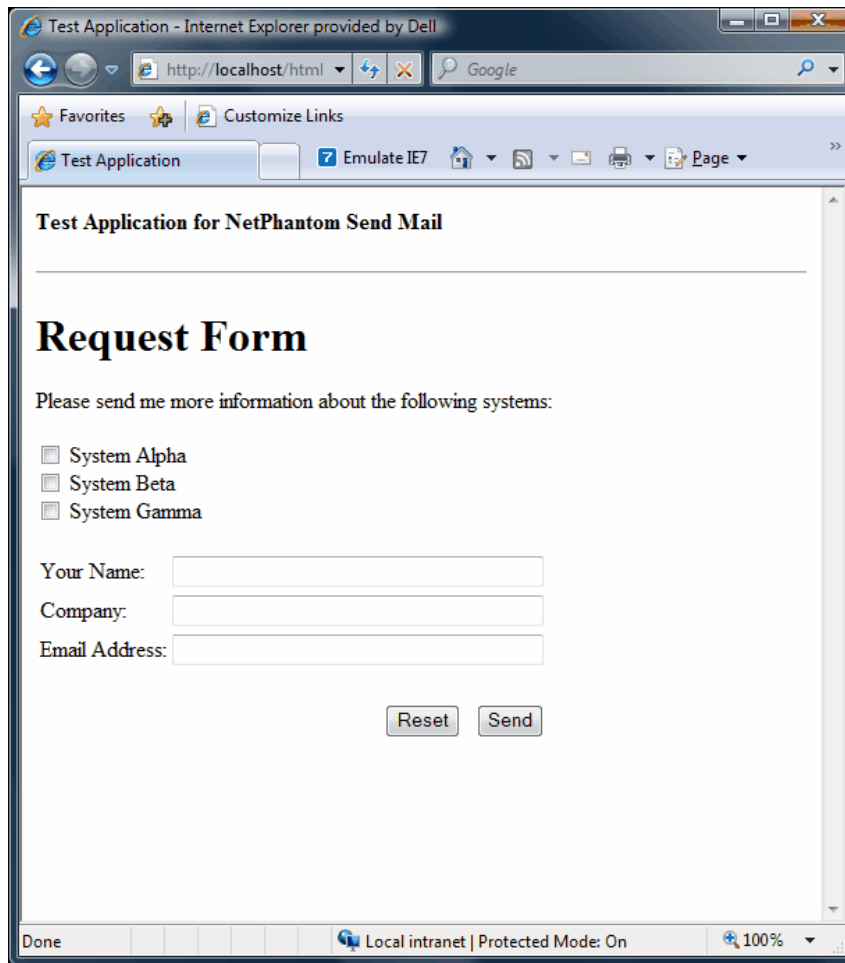 Test Application - Internet Explorer provided by Dell
http://localhost/html
Google
Favorites
Customize Links
Test Application
7 Emulate IE7
Page
Test Application for NetPhantom Send Mail
Request Form
Please send me more information about the following systems:
System Alpha
System Beta
System Gamma
Your Name:
Company:
Email Address:
Reset Send
Done Local intranet | Protected Mode: On 100%